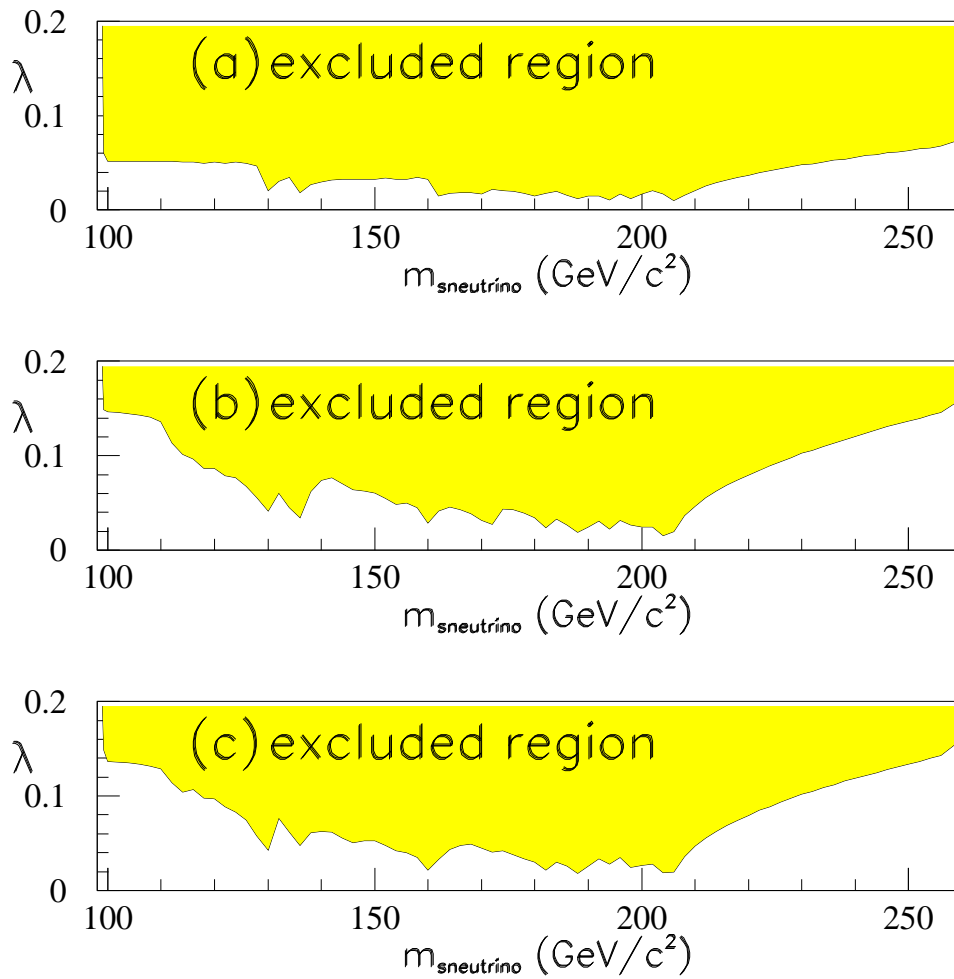 0.2
(a) excluded region
λ
0.1
0
100 150 200 250
m_sneutrino (GeV/c²)
0.2
(b) excluded region
λ
0.1
0
100 150 200 250
m_sneutrino (GeV/c²)
0.2
(c) excluded region
λ
0.1
0
100 150 200 250
m_sneutrino (GeV/c²)